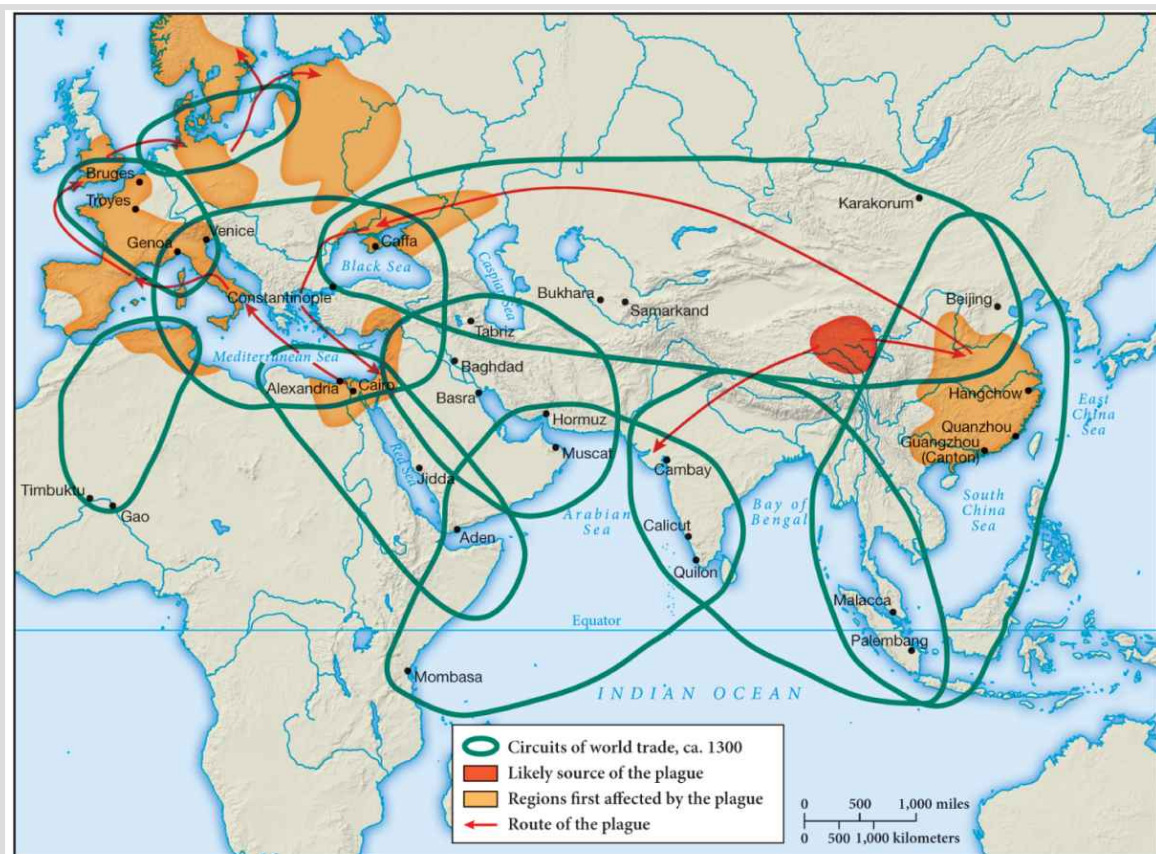 Bruges
Troyes
Genoa
Venice
Caffa
Black Sea
Caspian Sea
Constantinople
Karakorum
Bukhara
Samarkand
Beijing
Tabriz
Mediterranean Sea
Baghdad
Alexandria
Cairo
Basra
Hangchow
East
China
Sea
Hormuz
Quanzhou
Guangzhou
(Canton)
Muscat
Cambay
Red Sea
Jidda
Timbuktu
Gao
Arabian
Sea
Bay of
Bengal
South
China
Sea
Aden
Calicut
Quilon
Malacca
Equator
Palembang
Mombasa
INDIAN OCEAN
Circuits of world trade, ca. 1300
Likely source of the plague
Regions first affected by the plague
Route of the plague
0 500 1,000 miles
0 500 1,000 kilometers